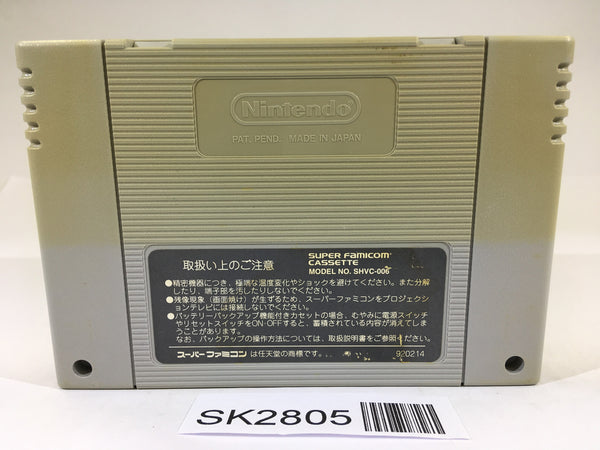 Nintendo
PAT. PEND. MADE IN JAPAN
取扱い上のご注意
SUPER FAMICOM
CASSETTE
MODEL NO. SHVC-006
●精密機器につき、極端な温度変化やショックを避けてください。また分解
したり、端子部を汚したりしないでください。
●残像現象（画面焼け）が生ずるため、スーパーファミコンをプロジェクシ
ョンテレビには接続しないでください。
●バッテリーバックアップ機能付きカセットの場合、むやみに電源スイッチ
やリセットスイッチをON·OFFすると、蓄積されている内容が消えてしま
うことがあります。
なお、バックアップの操作方法については、取扱説明書をご参照ください。
スーパーファミコン は任天堂の商標です。
920214
SK2805